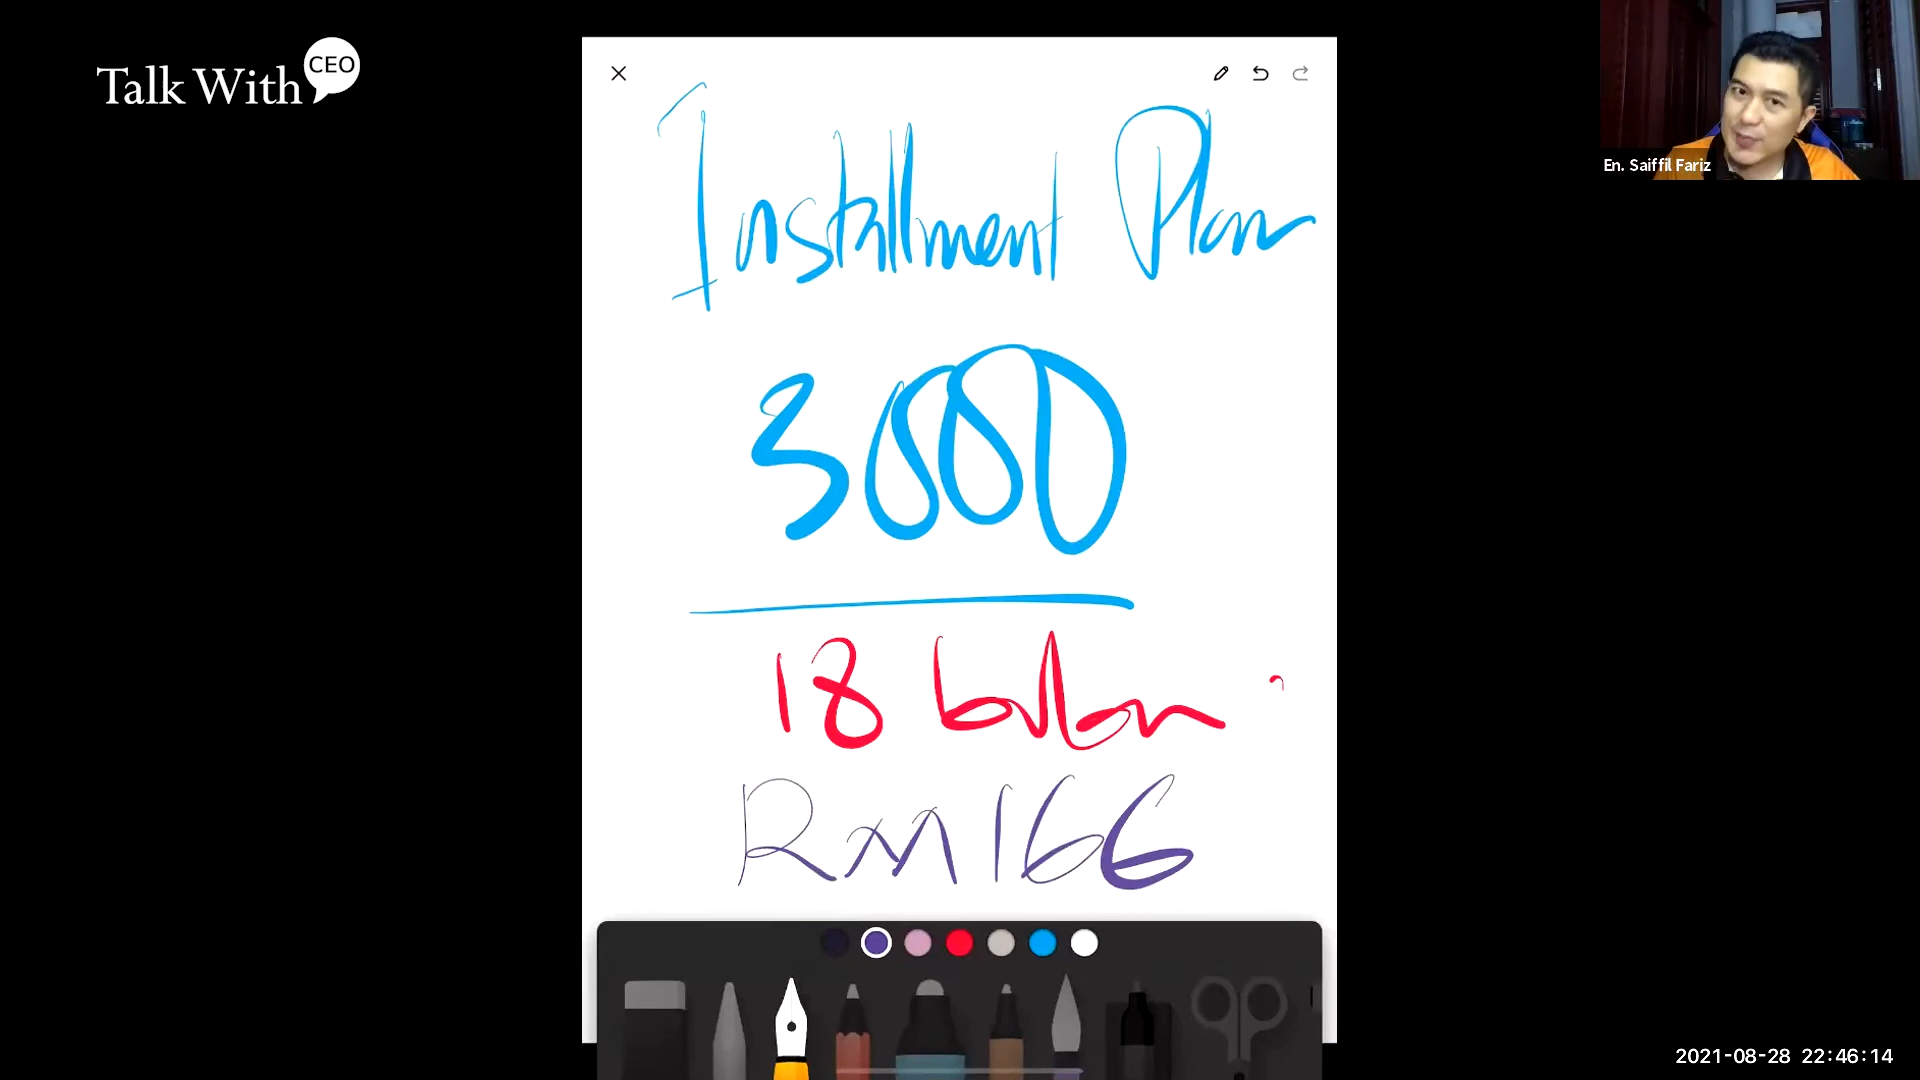 Talk With CEO
Installment Plan
3000
18 bulan
RM166
En. Saiffil Fariz
2021-08-28 22:46:14